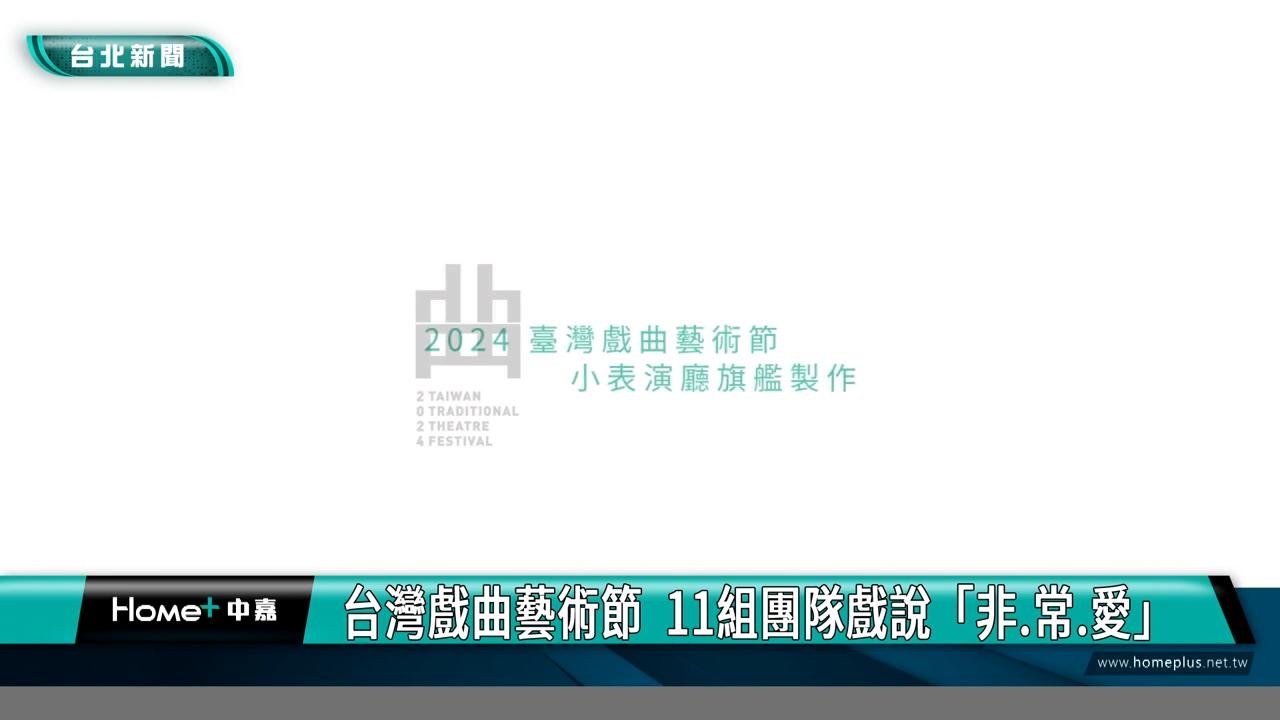 台北新聞
2024 臺灣戲曲藝術節
小表演廳旗艦製作
2 TAIWAN
0 TRADITIONAL
2 THEATRE
4 FESTIVAL
Home+ 中嘉
台灣戲曲藝術節 11組團隊戲說「非.常.愛」
www.homeplus.net.tw